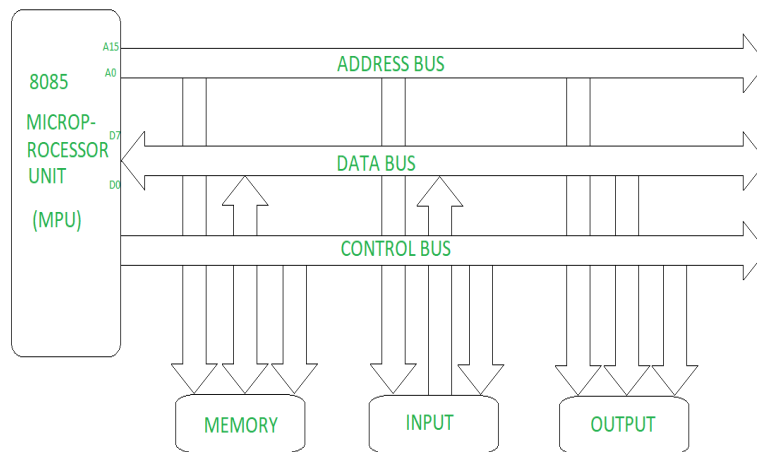 A15
ADDRESS BUS
A0
8085
MICROP-
ROCESSOR
UNIT
(MPU)
D7
DATA BUS
D0
CONTROL BUS
MEMORY
INPUT
OUTPUT